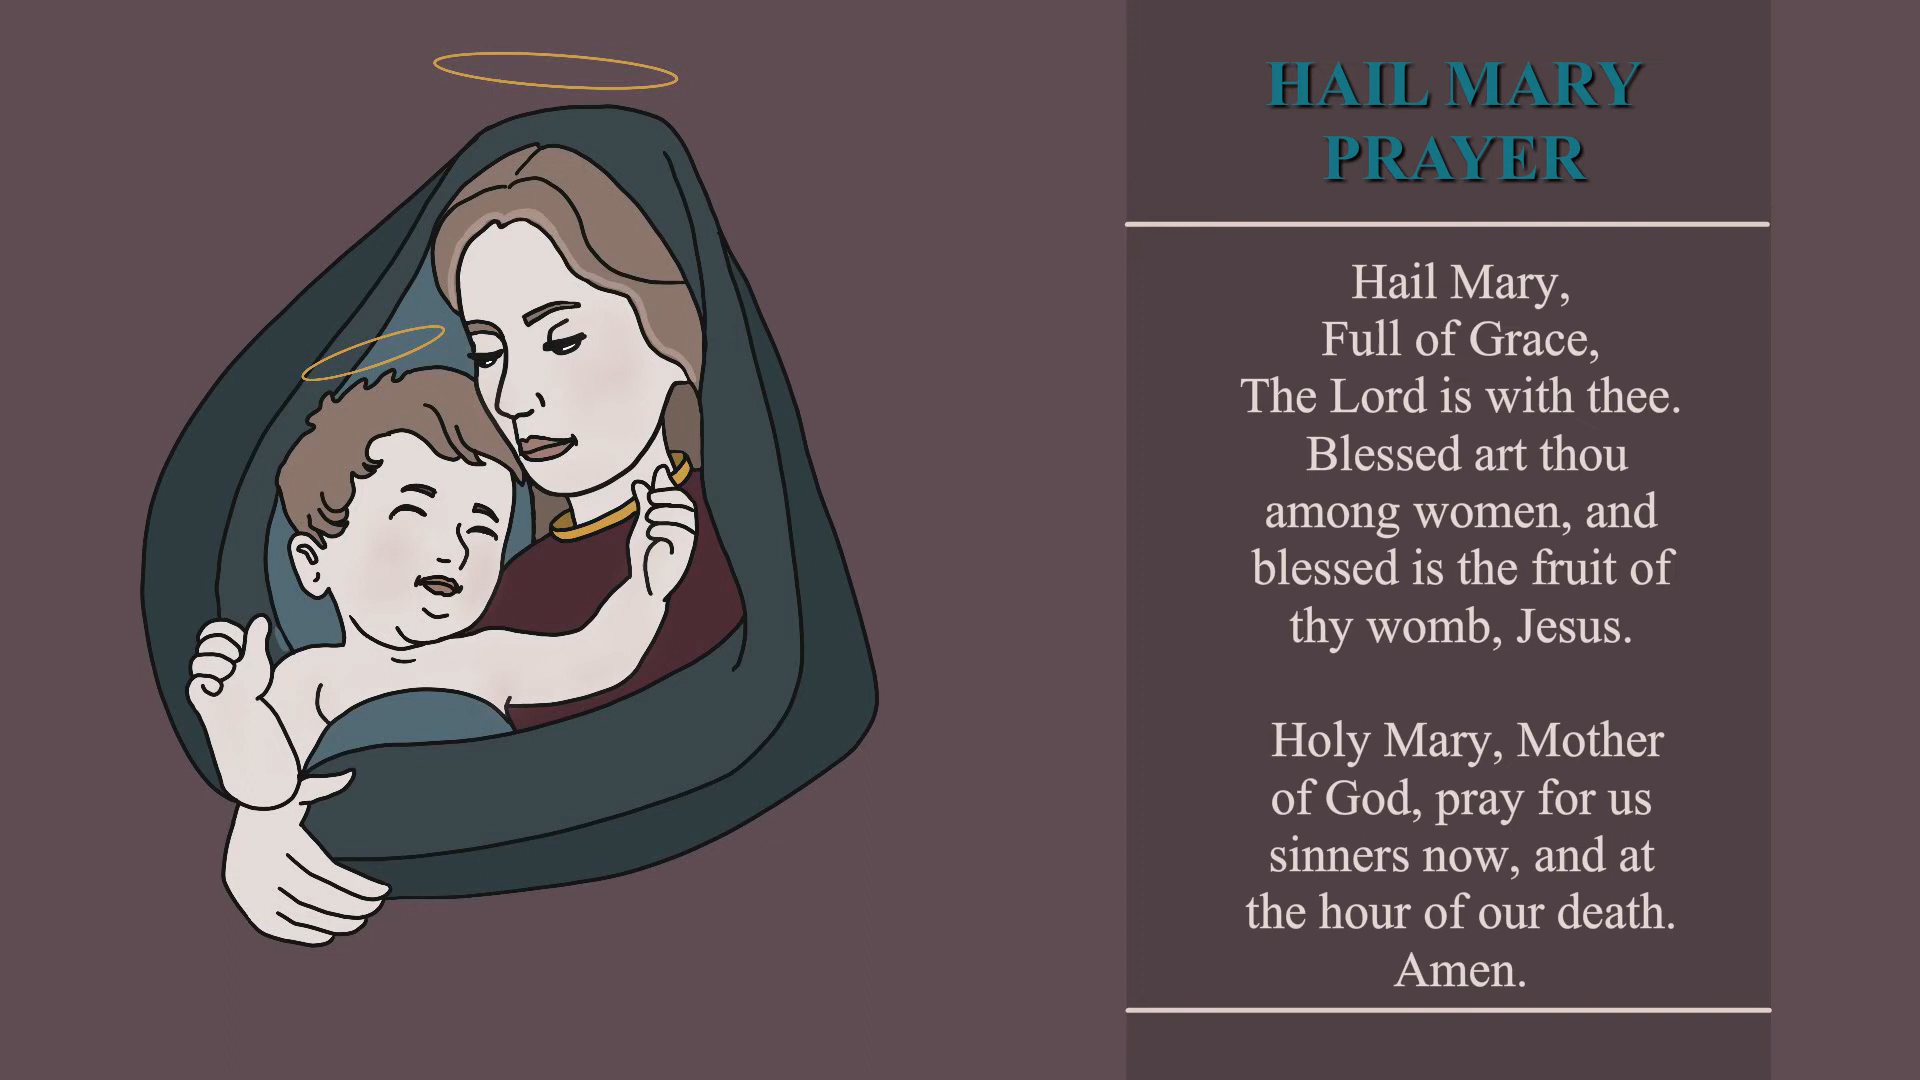 HAIL MARY
PRAYER
Hail Mary,
Full of Grace,
The Lord is with thee.
Blessed art thou
among women, and
blessed is the fruit of
thy womb, Jesus.
Holy Mary, Mother
of God, pray for us
sinners now, and at
the hour of our death.
Amen.